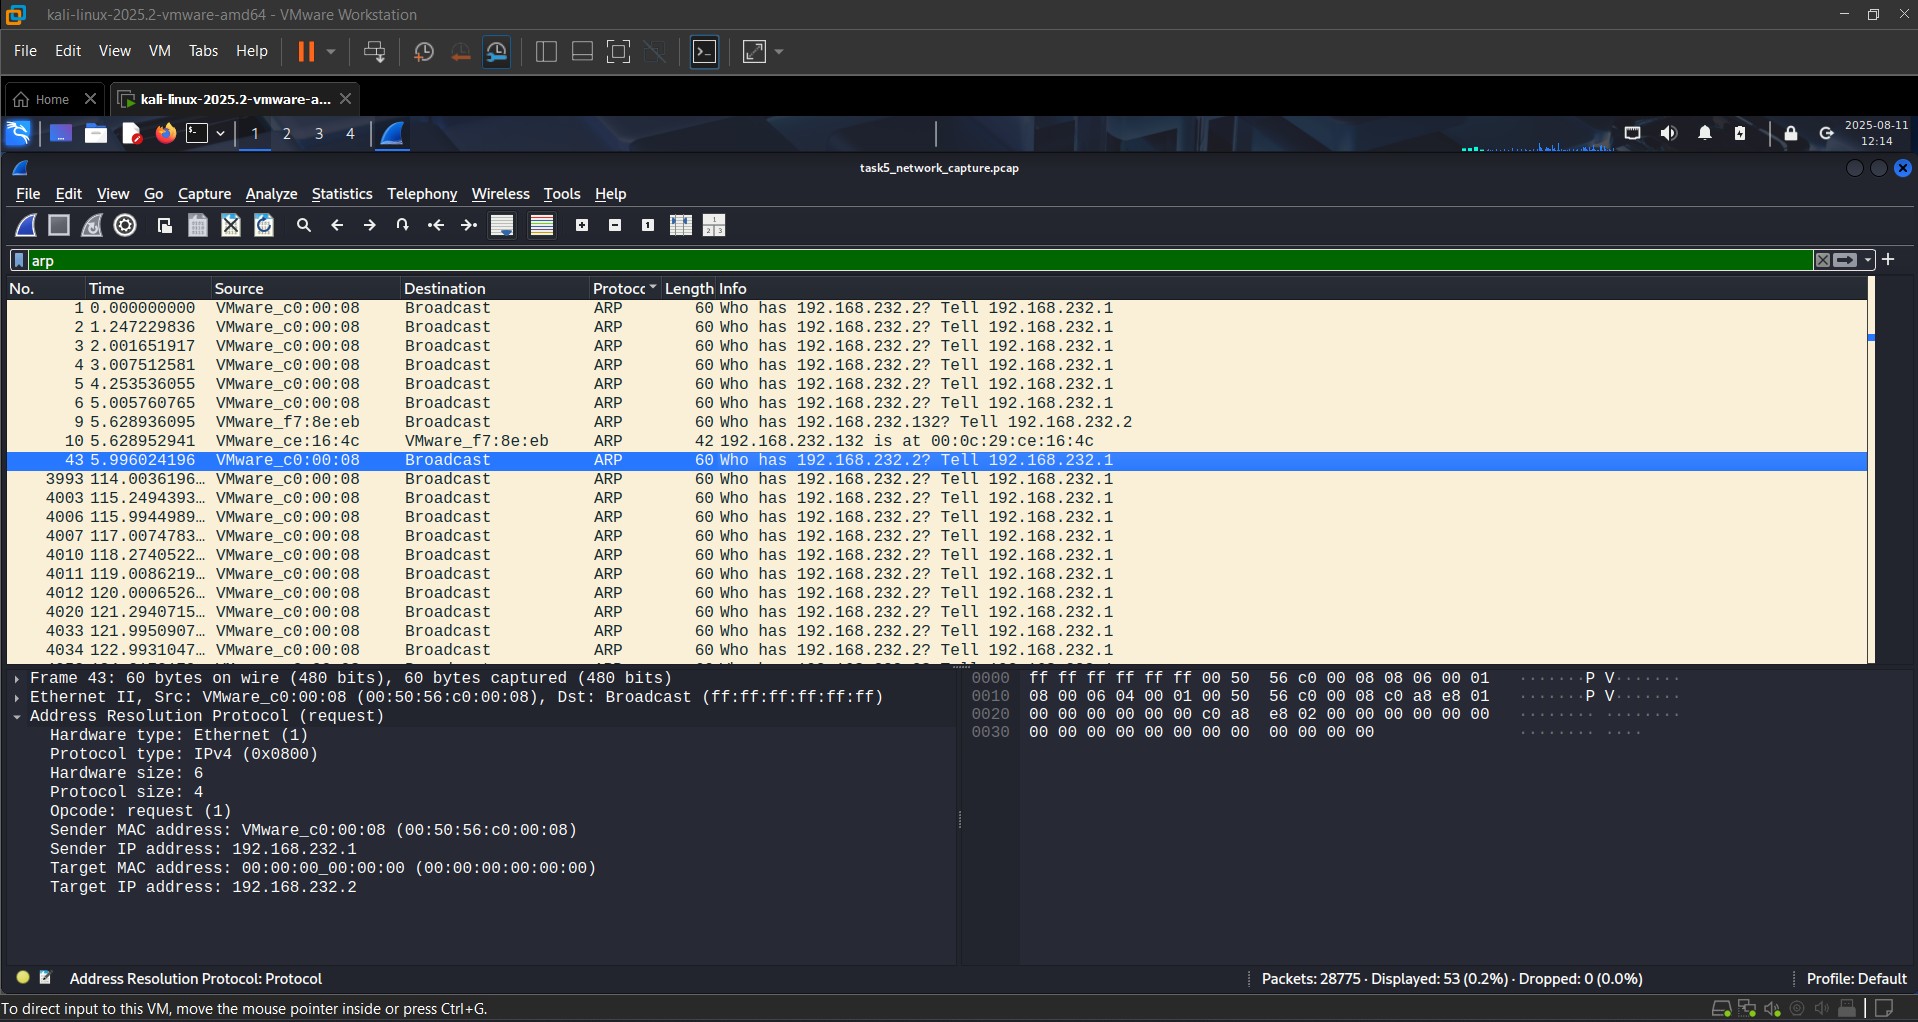 kali-linux-2025.2-vmware-amd64 - VMware Workstation
File Edit View VM Tabs Help
Home kali-linux-2025.2-vmware-a...
1 2 3 4 2025-08-11
12:14
task5_network_capture.pcap
File Edit View Go Capture Analyze Statistics Telephony Wireless Tools Help
arp
No. Time Source Destination Protocc Length Info
1 0.000000000 VMware_c0:00:08 Broadcast ARP 60 Who has 192.168.232.2? Tell 192.168.232.1
2 1.247229836 VMware_c0:00:08 Broadcast ARP 60 Who has 192.168.232.2? Tell 192.168.232.1
3 2.001651917 VMware_c0:00:08 Broadcast ARP 60 Who has 192.168.232.2? Tell 192.168.232.1
4 3.007512581 VMware_c0:00:08 Broadcast ARP 60 Who has 192.168.232.2? Tell 192.168.232.1
5 4.253536055 VMware_c0:00:08 Broadcast ARP 60 Who has 192.168.232.2? Tell 192.168.232.1
6 5.005760765 VMware_c0:00:08 Broadcast ARP 60 Who has 192.168.232.2? Tell 192.168.232.1
9 5.628936095 VMware_f7:8e:eb Broadcast ARP 60 Who has 192.168.232.132? Tell 192.168.232.2
10 5.628952941 VMware_ce:16:4c VMware_f7:8e:eb ARP 42 192.168.232.132 is at 00:0c:29:ce:16:4c
43 5.996024196 VMware_c0:00:08 Broadcast ARP 60 Who has 192.168.232.2? Tell 192.168.232.1
3993 114.0036196… VMware_c0:00:08 Broadcast ARP 60 Who has 192.168.232.2? Tell 192.168.232.1
4003 115.2494393… VMware_c0:00:08 Broadcast ARP 60 Who has 192.168.232.2? Tell 192.168.232.1
4006 115.9944989… VMware_c0:00:08 Broadcast ARP 60 Who has 192.168.232.2? Tell 192.168.232.1
4007 117.0074783… VMware_c0:00:08 Broadcast ARP 60 Who has 192.168.232.2? Tell 192.168.232.1
4010 118.2740522… VMware_c0:00:08 Broadcast ARP 60 Who has 192.168.232.2? Tell 192.168.232.1
4011 119.0086219… VMware_c0:00:08 Broadcast ARP 60 Who has 192.168.232.2? Tell 192.168.232.1
4012 120.0006526… VMware_c0:00:08 Broadcast ARP 60 Who has 192.168.232.2? Tell 192.168.232.1
4020 121.2940715… VMware_c0:00:08 Broadcast ARP 60 Who has 192.168.232.2? Tell 192.168.232.1
4033 121.9950907… VMware_c0:00:08 Broadcast ARP 60 Who has 192.168.232.2? Tell 192.168.232.1
4034 122.9931047… VMware_c0:00:08 Broadcast ARP 60 Who has 192.168.232.2? Tell 192.168.232.1
Frame 43: 60 bytes on wire (480 bits), 60 bytes captured (480 bits)
Ethernet II, Src: VMware_c0:00:08 (00:50:56:c0:00:08), Dst: Broadcast (ff:ff:ff:ff:ff:ff)
Address Resolution Protocol (request)
Hardware type: Ethernet (1)
Protocol type: IPv4 (0x0800)
Hardware size: 6
Protocol size: 4
Opcode: request (1)
Sender MAC address: VMware_c0:00:08 (00:50:56:c0:00:08)
Sender IP address: 192.168.232.1
Target MAC address: 00:00:00_00:00:00 (00:00:00:00:00:00)
Target IP address: 192.168.232.2
0000 ff ff ff ff ff ff 00 50 56 c0 00 08 08 06 00 01 ·······P V·······
0010 08 00 06 04 00 01 00 50 56 c0 00 08 c0 a8 e8 01 ·······P V·······
0020 00 00 00 00 00 00 c0 a8 e8 02 00 00 00 00 00 00 ········ ········
0030 00 00 00 00 00 00 00 00 00 00 00 00 ········ ····
Address Resolution Protocol: Protocol
Packets: 28775 · Displayed: 53 (0.2%) · Dropped: 0 (0.0%)
Profile: Default
To direct input to this VM, move the mouse pointer inside or press Ctrl+G.